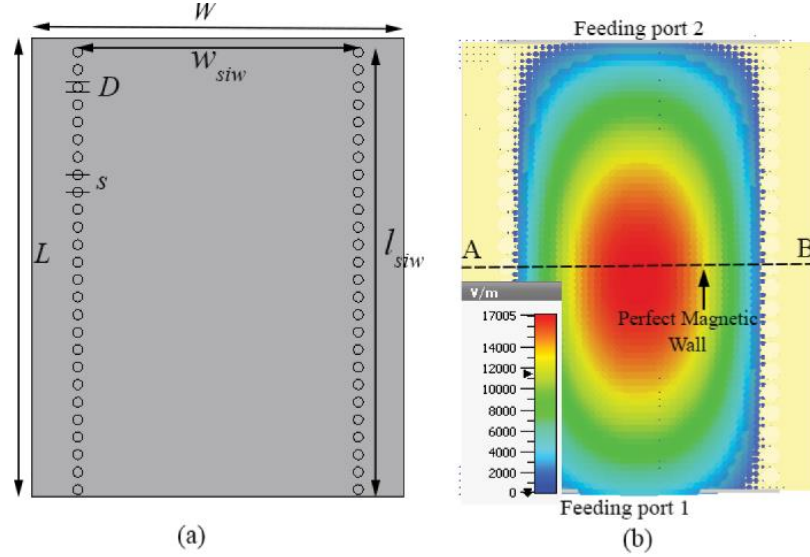 W
w_siw
D
s
L
l_siw
(a)
Feeding port 2
A
B
V/m
17005
14000
12000
10000
8000
6000
4000
2000
0
Perfect Magnetic
Wall
Feeding port 1
(b)